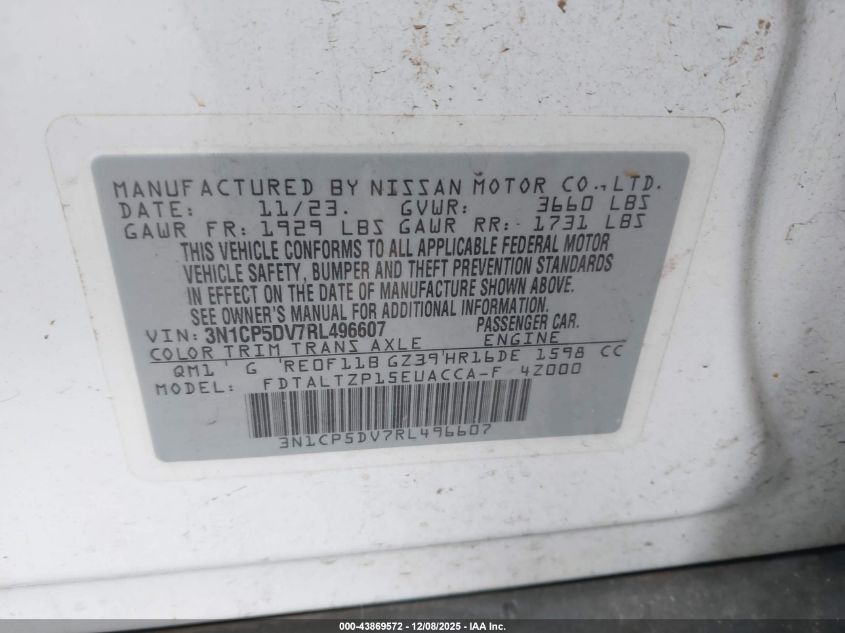 MANUFACTURED BY NISSAN MOTOR CO.,LTD.
DATE: 11/23. GVWR: 3660 LBS
GAWR FR: 1929 LBS GAWR RR: 1731 LBS
THIS VEHICLE CONFORMS TO ALL APPLICABLE FEDERAL MOTOR
VEHICLE SAFETY, BUMPER AND THEFT PREVENTION STANDARDS
IN EFFECT ON THE DATE OF MANUFACTURE SHOWN ABOVE.
SEE OWNER'S MANUAL FOR ADDITIONAL INFORMATION.
VIN: 3N1CP5DV7RL496607 PASSENGER CAR.
COLOR TRIM TRANS AXLE ENGINE
QM1 G RE0F11B GZ39 HR16DE 1598 CC
MODEL: FDTALTZP15EUACCA-F 4Z000
3N1CP5DV7RL496607
000-43869572 - 12/08/2025 - IAA Inc.